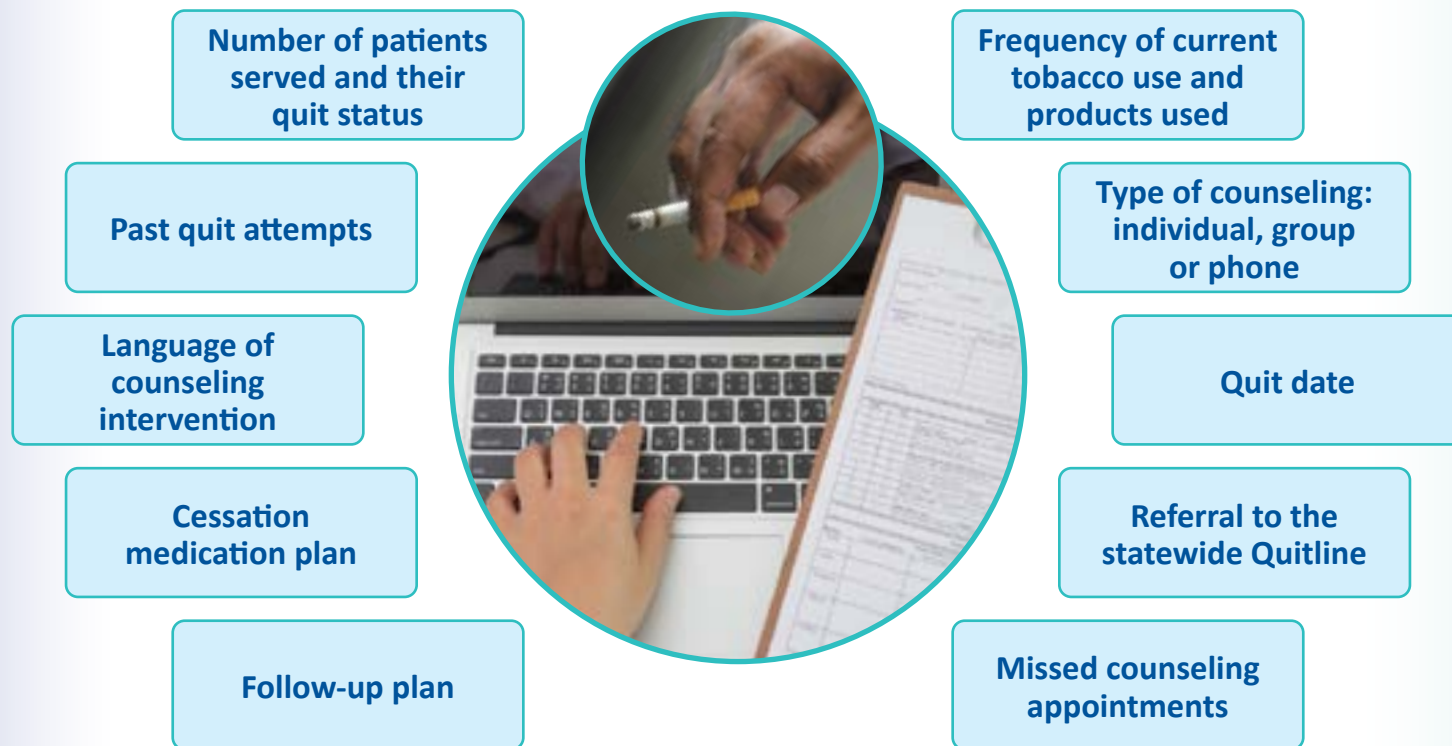 Number of patients
served and their
quit status
Past quit attempts
Language of
counseling
intervention
Cessation
medication plan
Follow-up plan
Frequency of current
tobacco use and
products used
Type of counseling:
individual, group
or phone
Quit date
Referral to the
statewide Quitline
Missed counseling
appointments